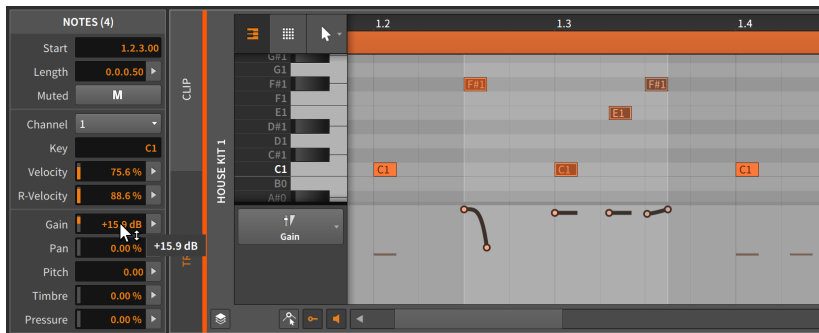 NOTES (4)
Start 1.2.3.00
Length 0.0.0.50
Muted M
Channel 1
Key C1
Velocity 75.6 %
R-Velocity 88.6 %
Gain +15.9 dB
+15.9 dB
Pan 0.00 %
Pitch 0.00
Timbre 0.00 %
Pressure 0.00 %
CLIP
HOUSE KIT 1
1.2 1.3 1.4
G#1
G1
F#1 F#1 F#1
F1
E1 E1
D#1
D1
C#1
C1 C1 C1 C1
B0
A#0
Gain